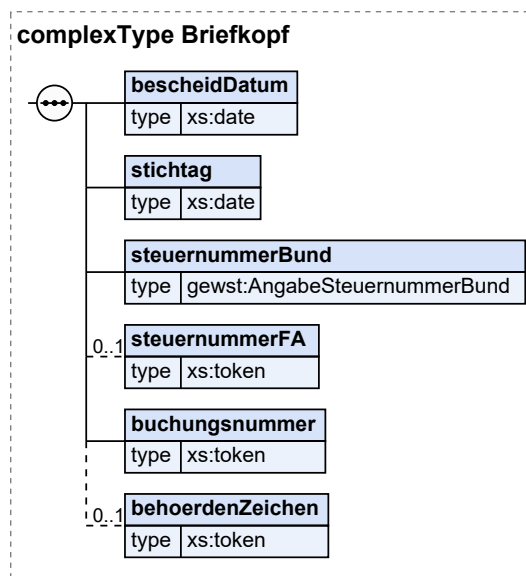 complexType Briefkopf
bescheidDatum
type xs:date
stichtag
type xs:date
steuernummerBund
type gewst:AngabeSteuernummerBund
0..1 steuernummerFA
type xs:token
buchungsnummer
type xs:token
0..1 behoerdenZeichen
type xs:token